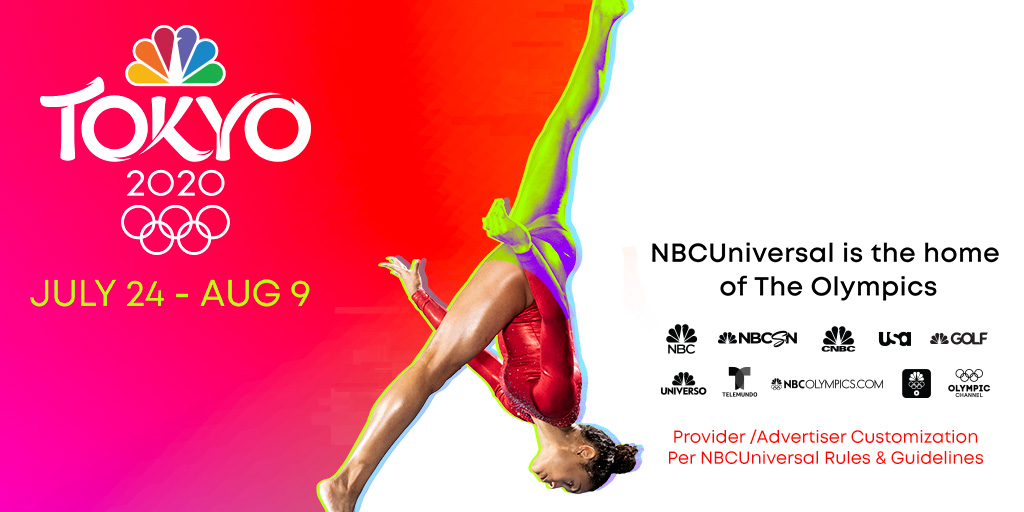 TOKYO
2020
JULY 24 - AUG 9
NBCUniversal is the home
of The Olympics
NBC NBCSN CNBC USA GOLF
UNIVERSO TELEMUNDO NBCOLYMPICS.COM OLYMPIC
CHANNEL
Provider /Advertiser Customization
Per NBCUniversal Rules & Guidelines